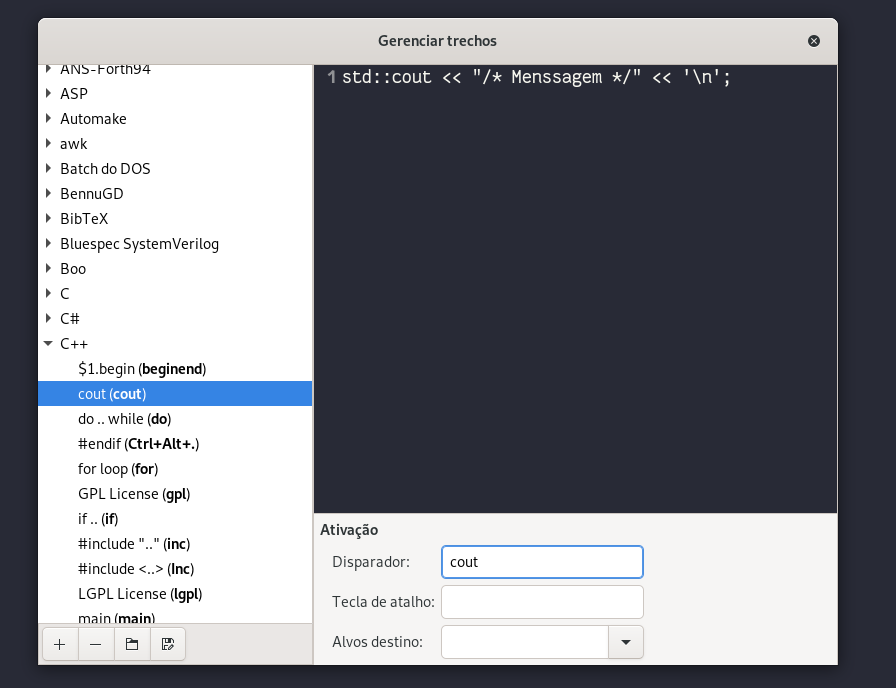 Gerenciar trechos
ANS-Forth94
ASP
Automake
awk
Batch do DOS
BennuGD
BibTeX
Bluespec SystemVerilog
Boo
C
C#
C++
$1.begin (beginend)
cout (cout)
do .. while (do)
#endif (Ctrl+Alt+.)
for loop (for)
GPL License (gpl)
if .. (if)
#include ".." (inc)
#include <..> (Inc)
LGPL License (lgpl)
main (main)
1 std::cout << "/* Menssagem */" << '\n';
Ativação
Disparador: cout
Tecla de atalho:
Alvos destino: